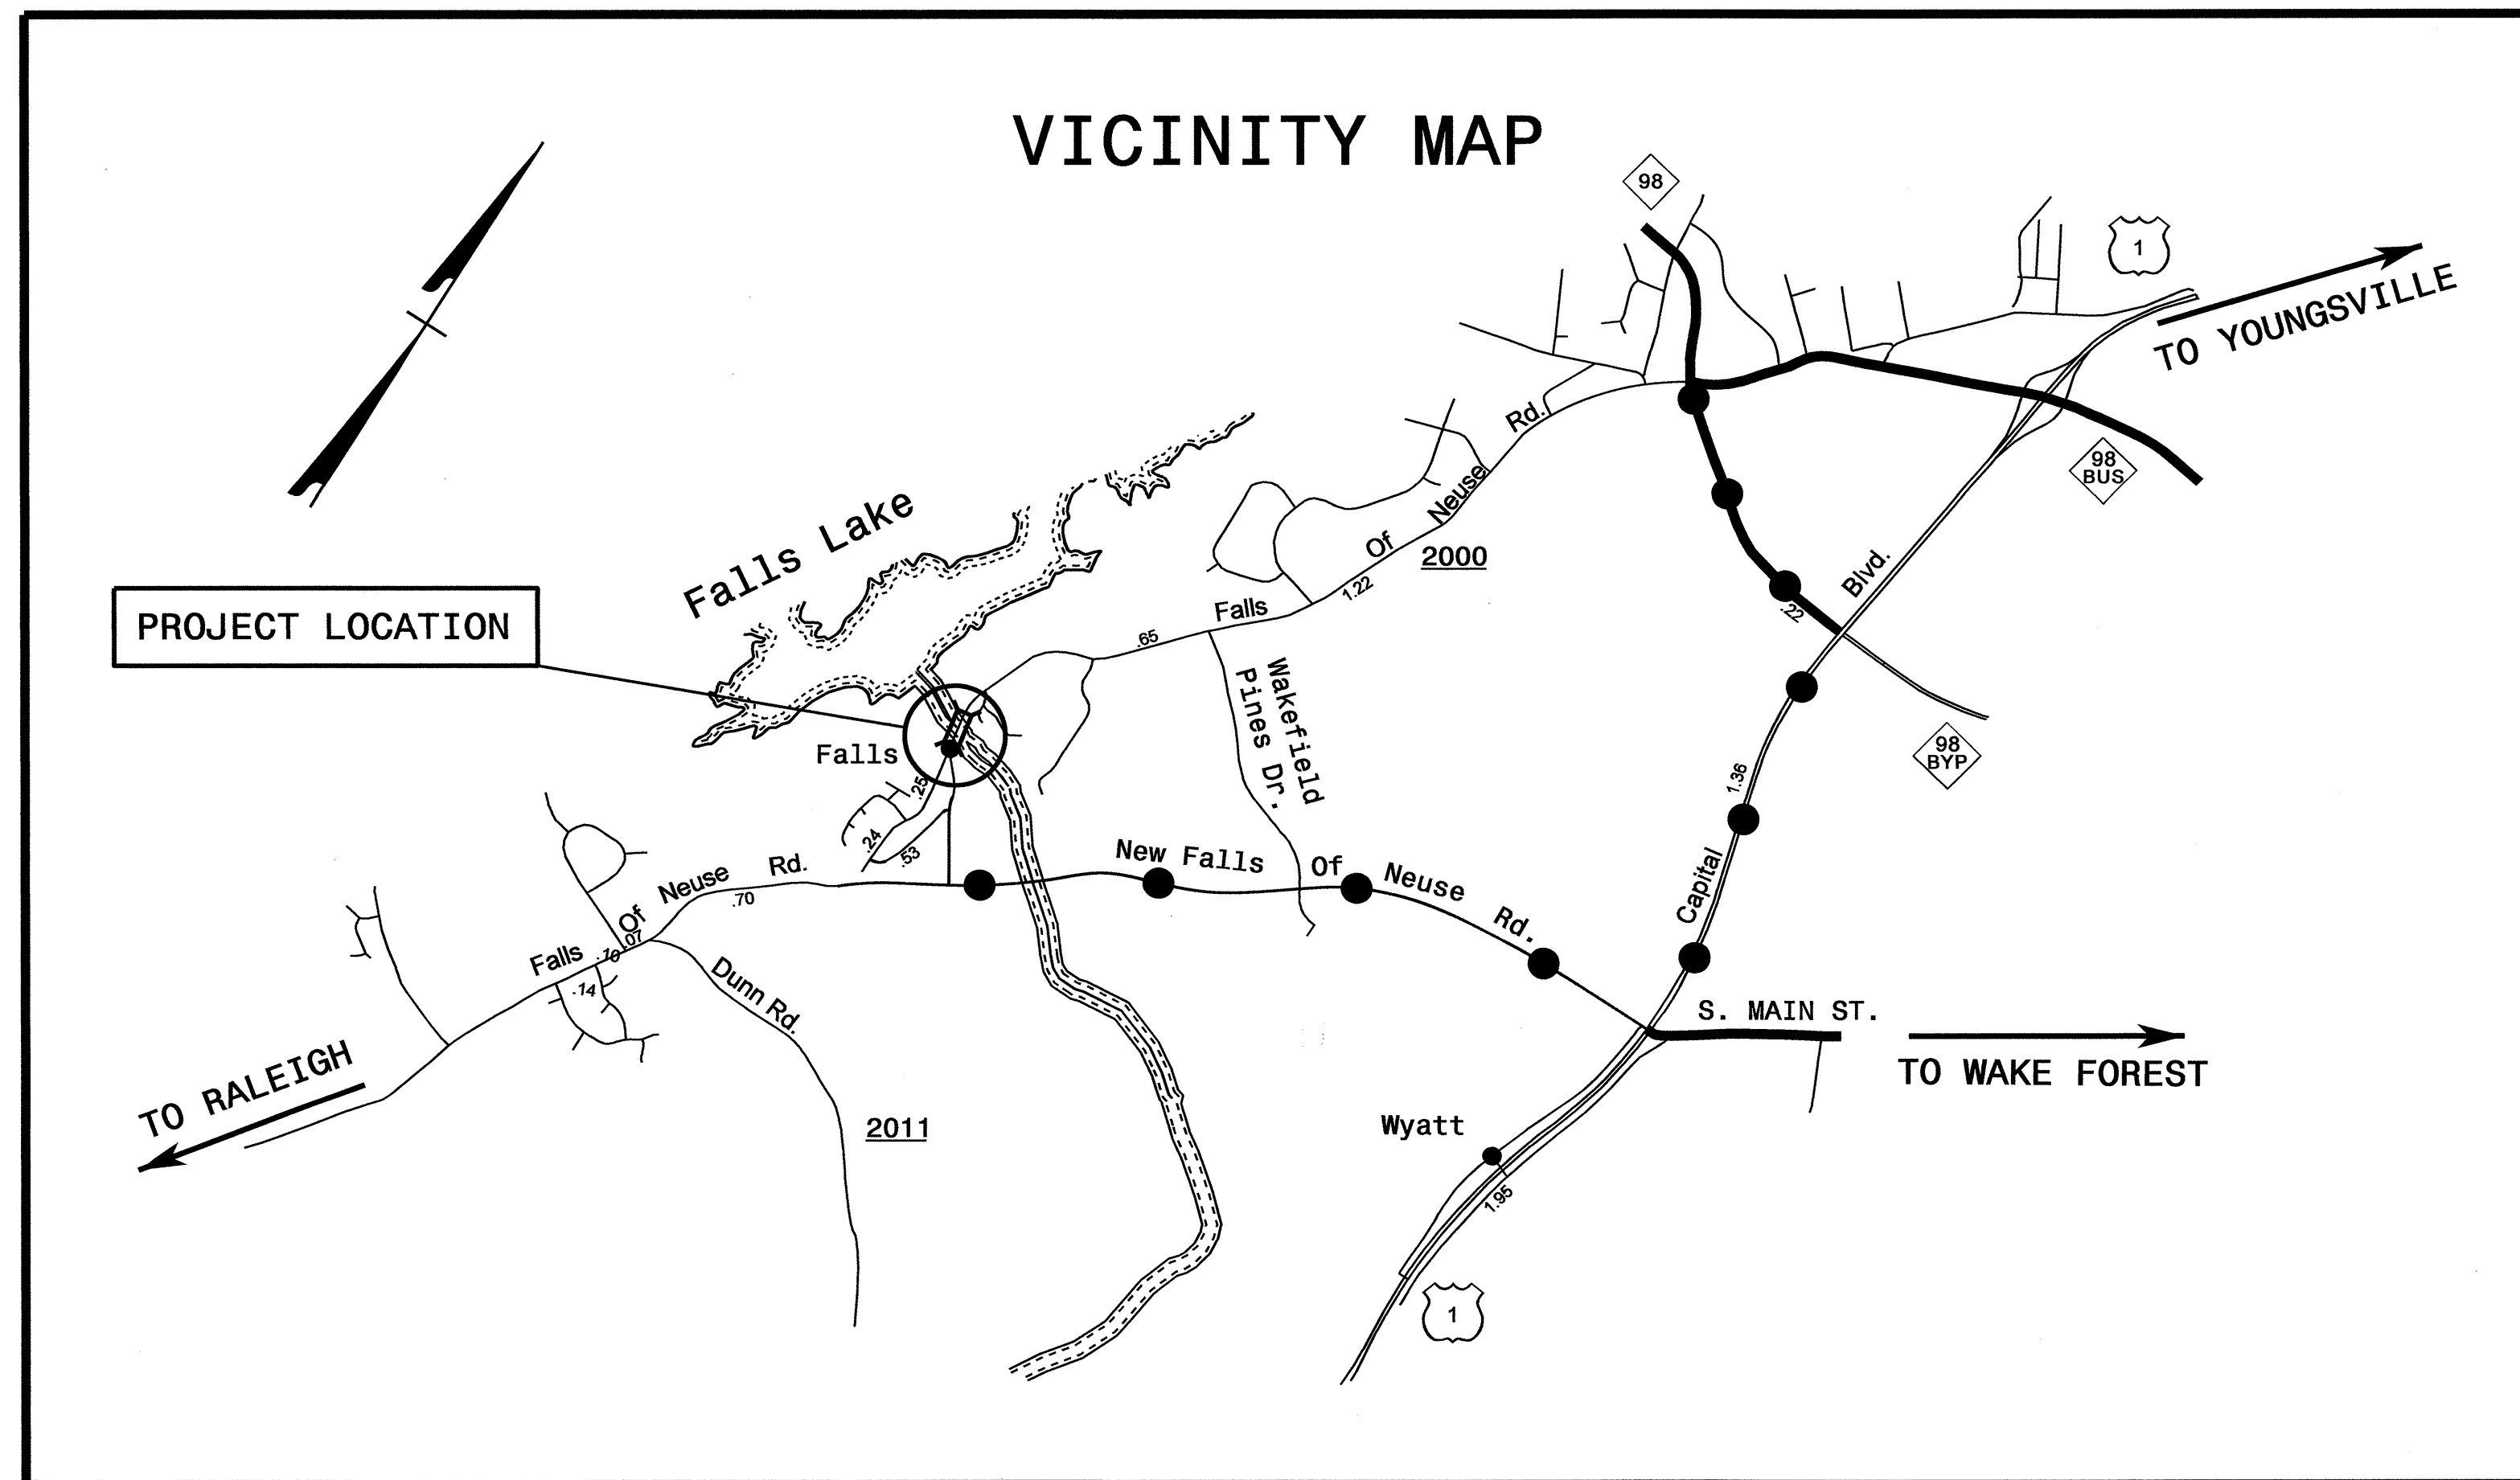 VICINITY MAP
98
1
TO YOUNGSVILLE
98
BUS
Falls Lake
Falls Of Neuse Rd.
2000
1.22
.65
PROJECT LOCATION
Blvd.
.22
98
BYP
Wakefield
Pines Dr.
Falls
.25
.24
.53
1.36
Capital
New Falls Of Neuse Rd.
Falls Of Neuse Rd.
.70
.07
.10
.14
Dunn Rd.
S. MAIN ST.
TO WAKE FOREST
TO RALEIGH
2011
Wyatt
1.95
1